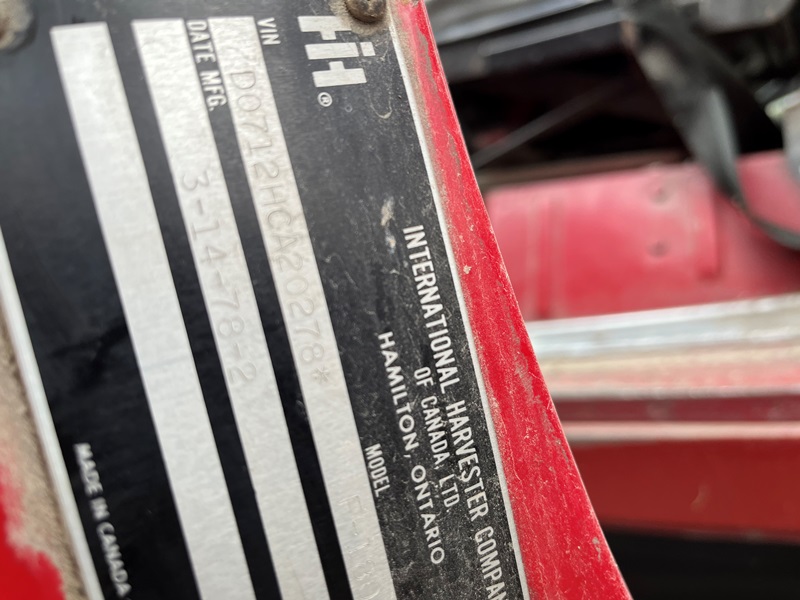 IH®
INTERNATIONAL HARVESTER COMPANY
OF CANADA, LTD.
HAMILTON, ONTARIO
VIN
D0712HCA20278*
MODEL
DATE MFG.
3-14-78-2
MADE IN CANADA